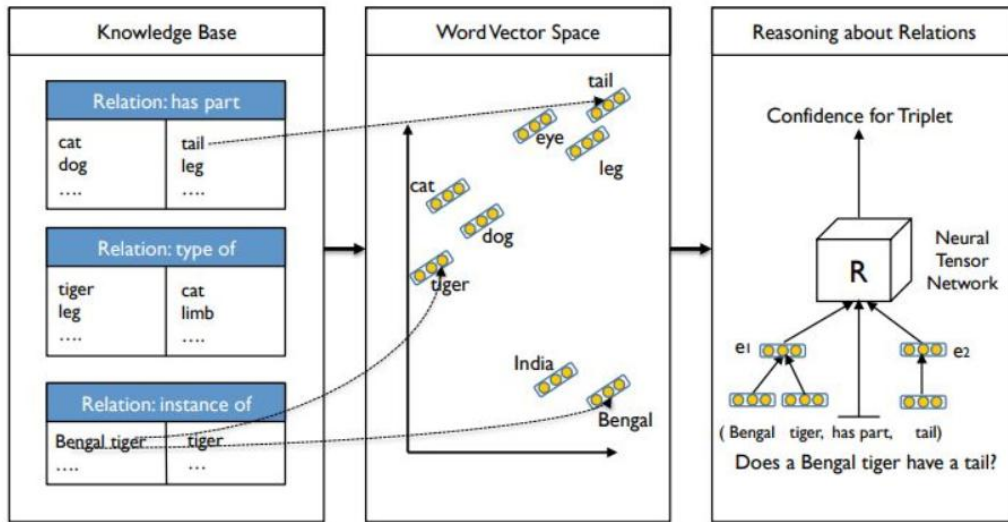 Knowledge Base
Relation: has part
cat tail
dog leg
.... ....
Relation: type of
tiger cat
leg limb
.... ....
Relation: instance of
Bengal tiger tiger
.... ...
Word Vector Space
tail
eye
leg
cat
dog
tiger
India
Bengal
Reasoning about Relations
Confidence for Triplet
R
Neural
Tensor
Network
e1 e2
( Bengal tiger, has part, tail)
Does a Bengal tiger have a tail?